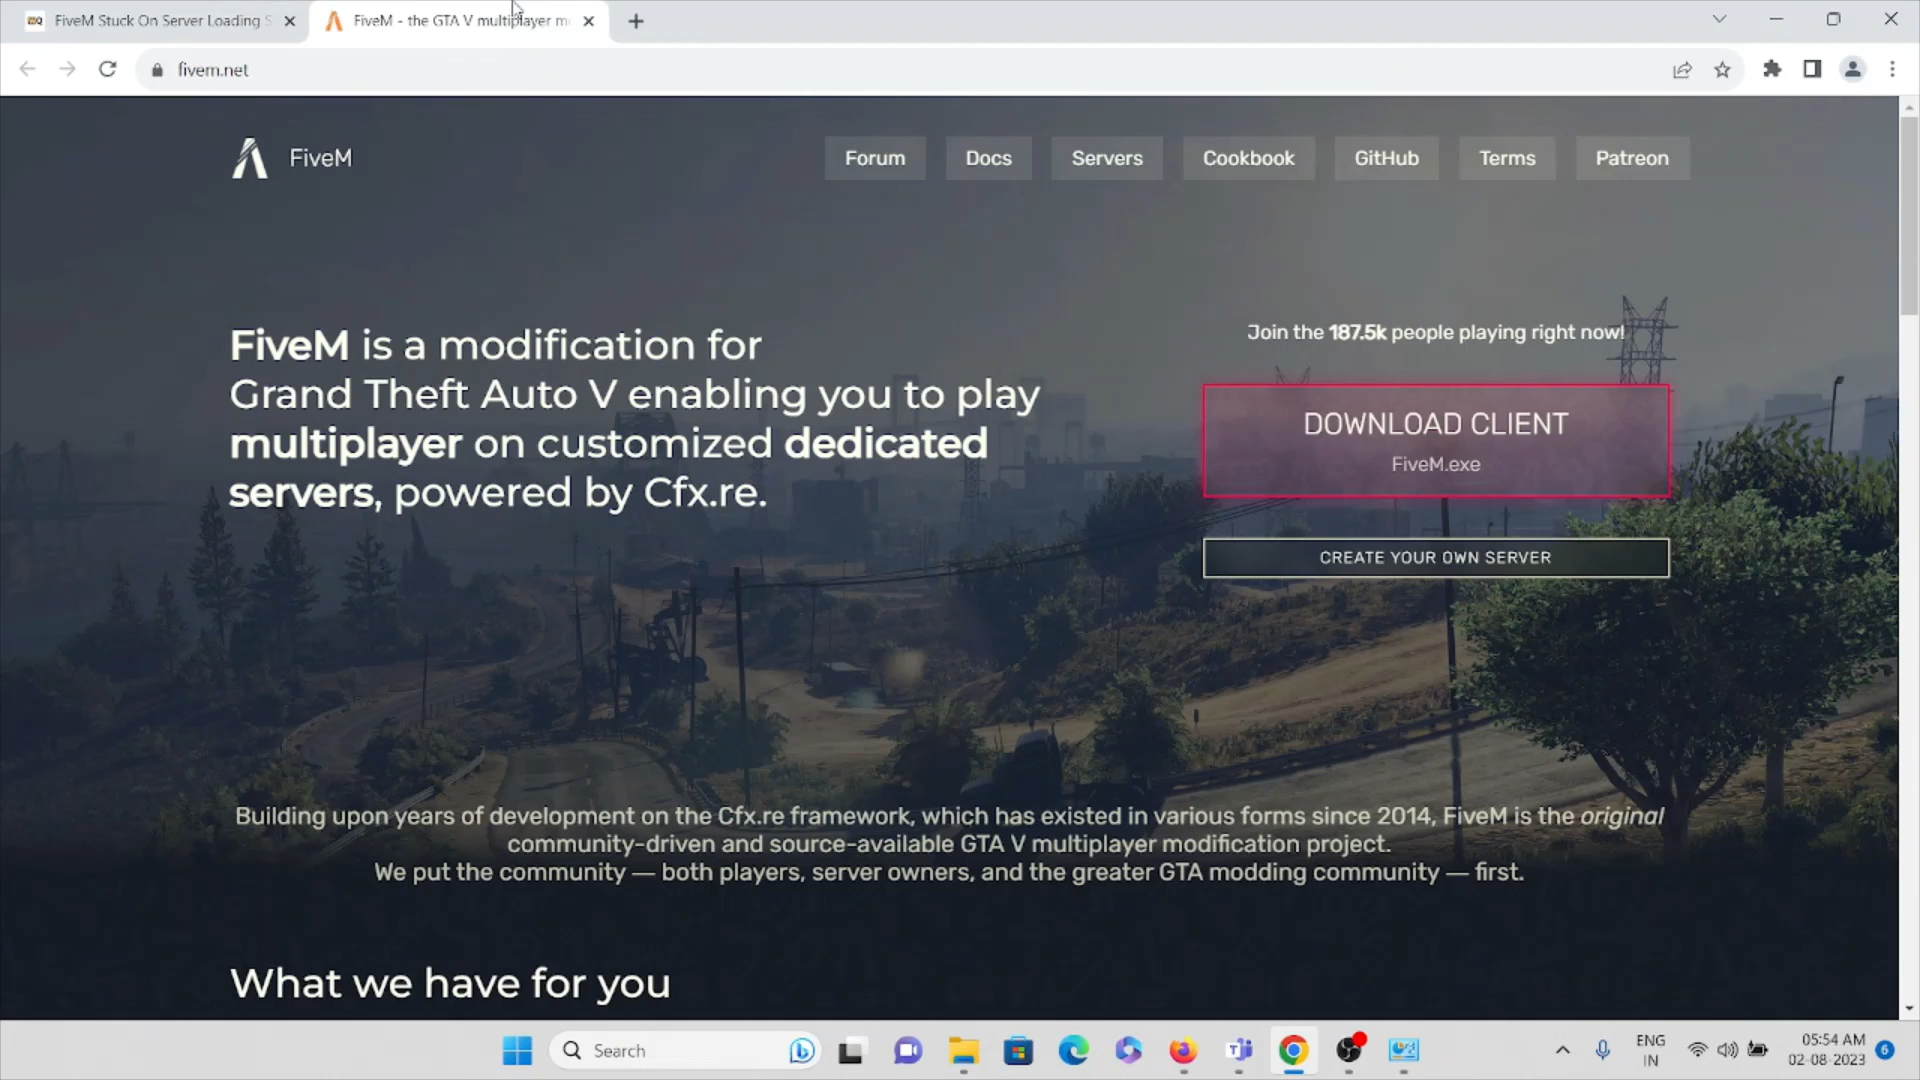 FiveM Stuck On Server Loading S
FiveM - the GTA V multiplayer m
fivem.net
FiveM
Forum
Docs
Servers
Cookbook
GitHub
Terms
Patreon
FiveM is a modification for
Grand Theft Auto V enabling you to play
multiplayer on customized dedicated
servers, powered by Cfx.re.
Join the 187.5k people playing right now!
DOWNLOAD CLIENT
FiveM.exe
CREATE YOUR OWN SERVER
Building upon years of development on the Cfx.re framework, which has existed in various forms since 2014, FiveM is the original
community-driven and source-available GTA V multiplayer modification project.
We put the community — both players, server owners, and the greater GTA modding community — first.
What we have for you
Search
ENG
IN
05:54 AM
02-08-2023
6